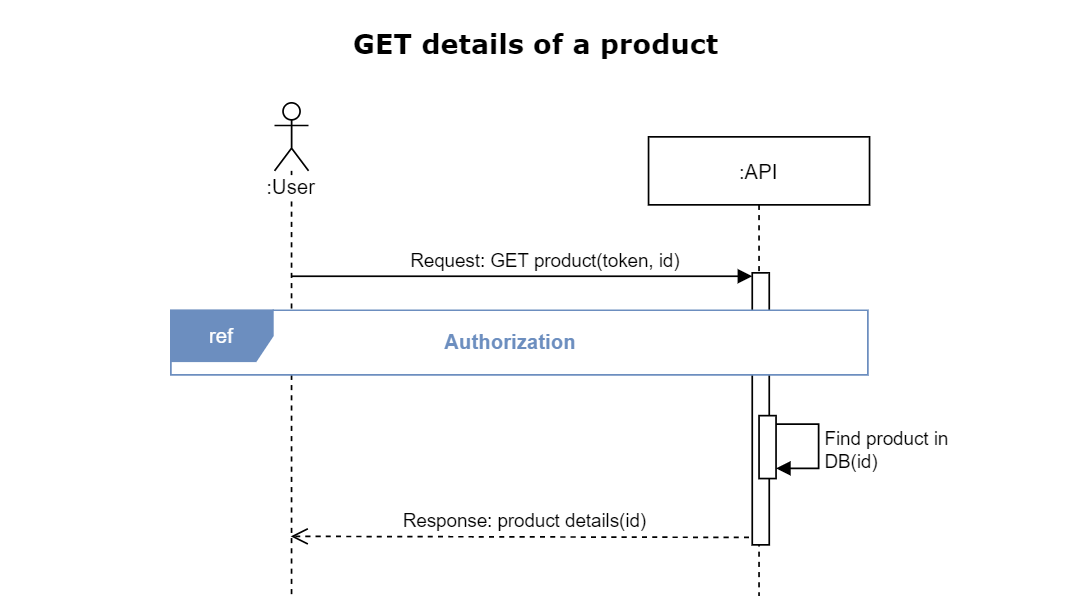 GET details of a product
:User
:API
Request: GET product(token, id)
ref
Authorization
Find product in
DB(id)
Response: product details(id)